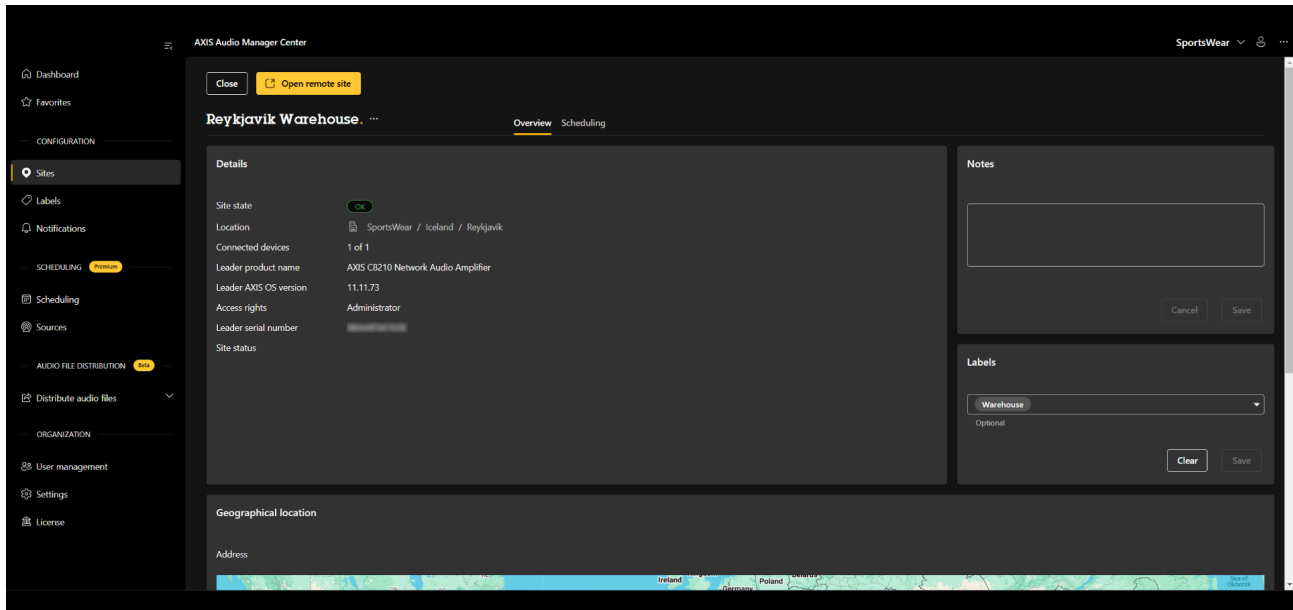 AXIS Audio Manager Center
SportsWear
Dashboard
Favorites
CONFIGURATION
Sites
Labels
Notifications
SCHEDULING Premium
Scheduling
Sources
AUDIO FILE DISTRIBUTION Beta
Distribute audio files
ORGANIZATION
User management
Settings
License
Close
Open remote site
Reykjavik Warehouse. ...
Overview Scheduling
Details
Site state OK
Location SportsWear / Iceland / Reykjavik
Connected devices 1 of 1
Leader product name AXIS C8210 Network Audio Amplifier
Leader AXIS OS version 11.11.73
Access rights Administrator
Leader serial number
Site status
Notes
Cancel Save
Labels
Warehouse
Optional
Clear Save
Geographical location
Address
Ireland
Poland
Belarus
Germany
Sea of
Okhotsk